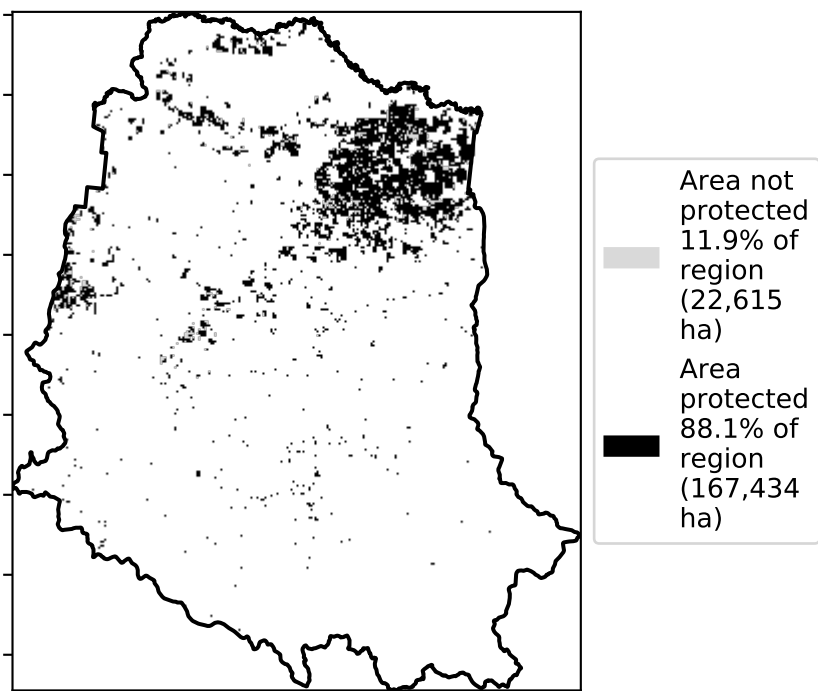 Area not
protected
11.9% of
region
(22,615
ha)
Area
protected
88.1% of
region
(167,434
ha)